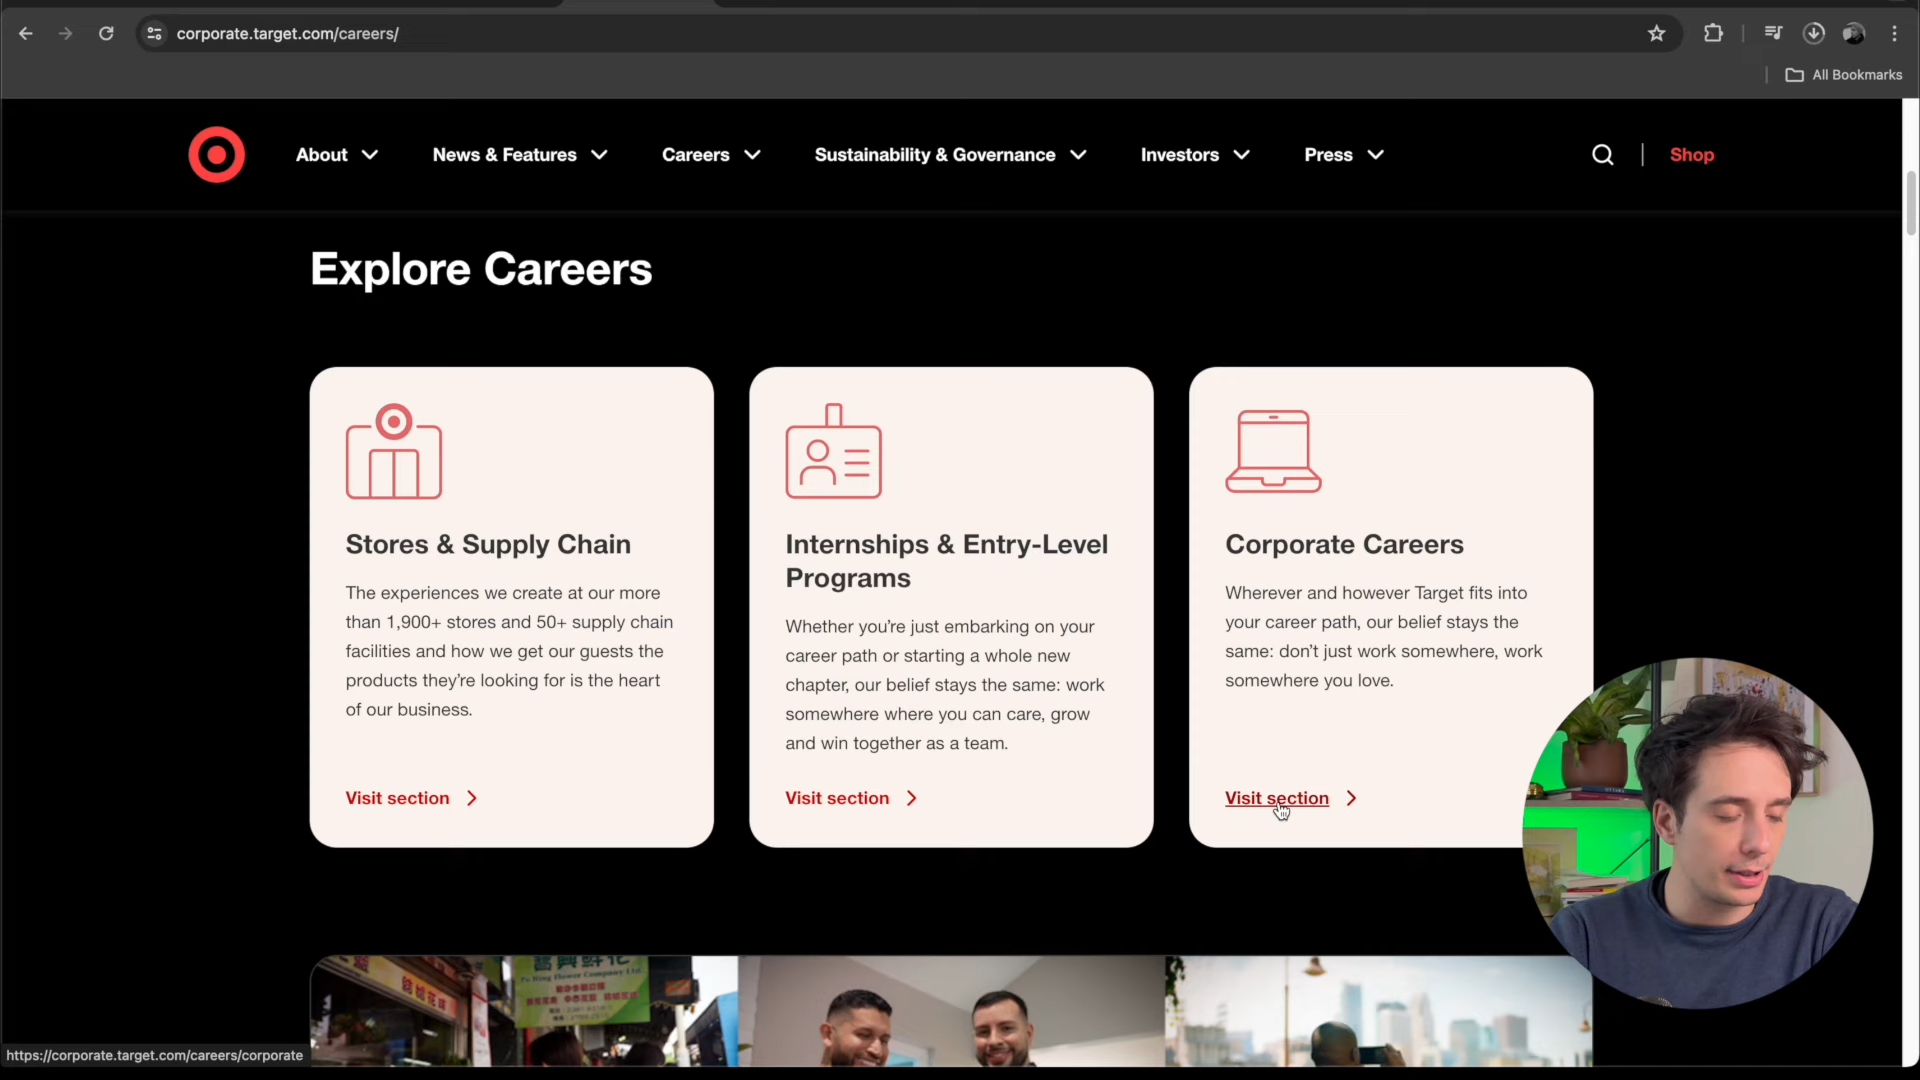 corporate.target.com/careers/
All Bookmarks
About
News & Features
Careers
Sustainability & Governance
Investors
Press
Shop
Explore Careers
Stores & Supply Chain
The experiences we create at our more
than 1,900+ stores and 50+ supply chain
facilities and how we get our guests the
products they’re looking for is the heart
of our business.
Visit section
Internships & Entry-Level
Programs
Whether you’re just embarking on your
career path or starting a whole new
chapter, our belief stays the same: work
somewhere where you can care, grow
and win together as a team.
Visit section
Corporate Careers
Wherever and however Target fits into
your career path, our belief stays the
same: don’t just work somewhere, work
somewhere you love.
Visit section
Flower Company Ltd.
https://corporate.target.com/careers/corporate